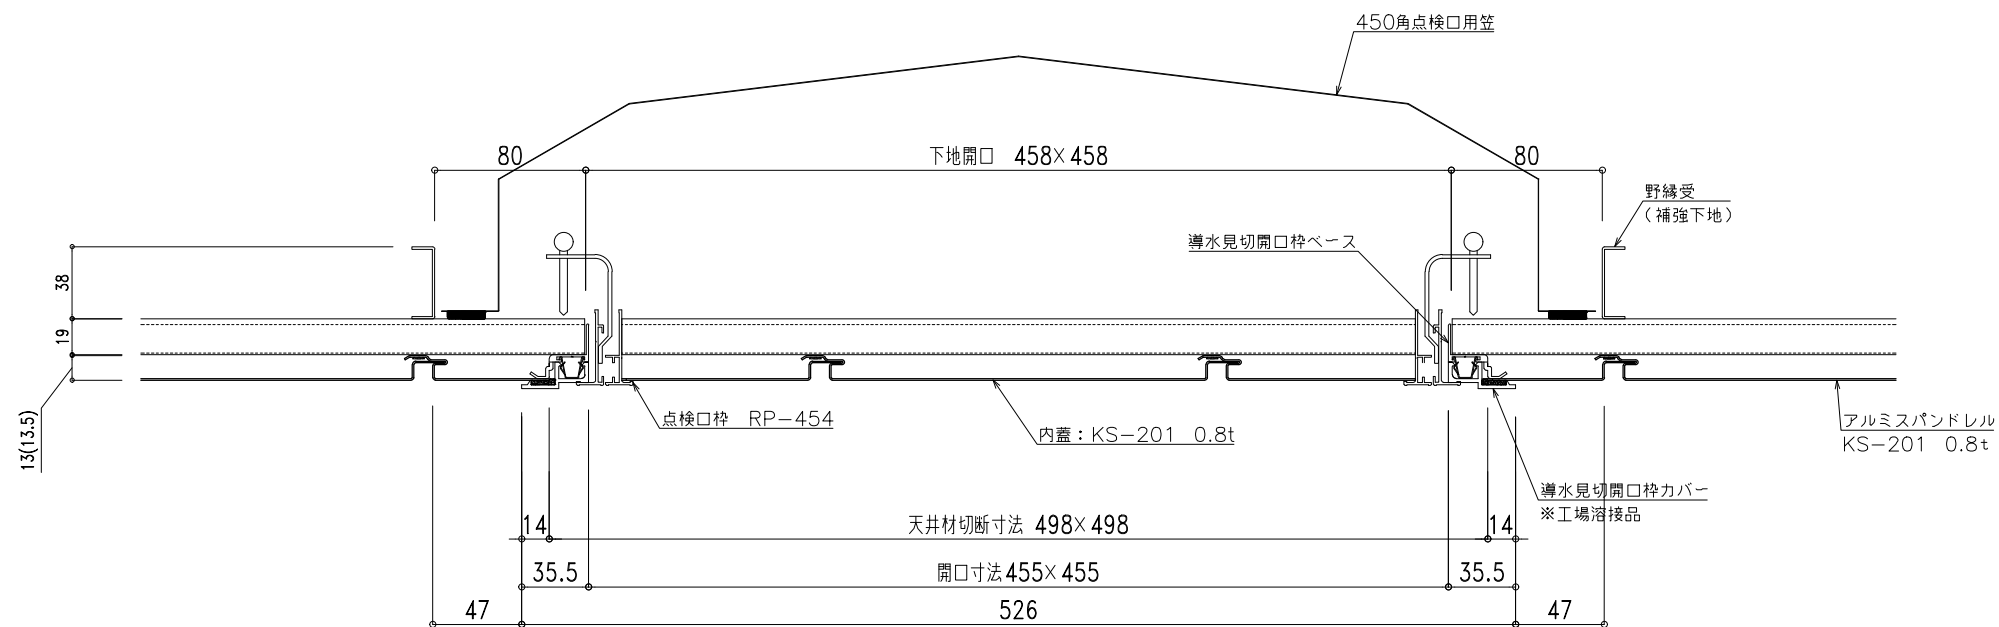 450角点検口用笠
80
下地開口 458×458
80
野縁受
(補強下地)
導水見切開口枠ベース
38
19
13(13.5)
点検口枠 RP-454
内蓋：KS-201 0.8t
アルミスパンドレル
KS-201 0.8t
導水見切開口枠カバー
※工場溶接品
14
天井材切断寸法 498×498
14
35.5
開口寸法455×455
35.5
47
526
47